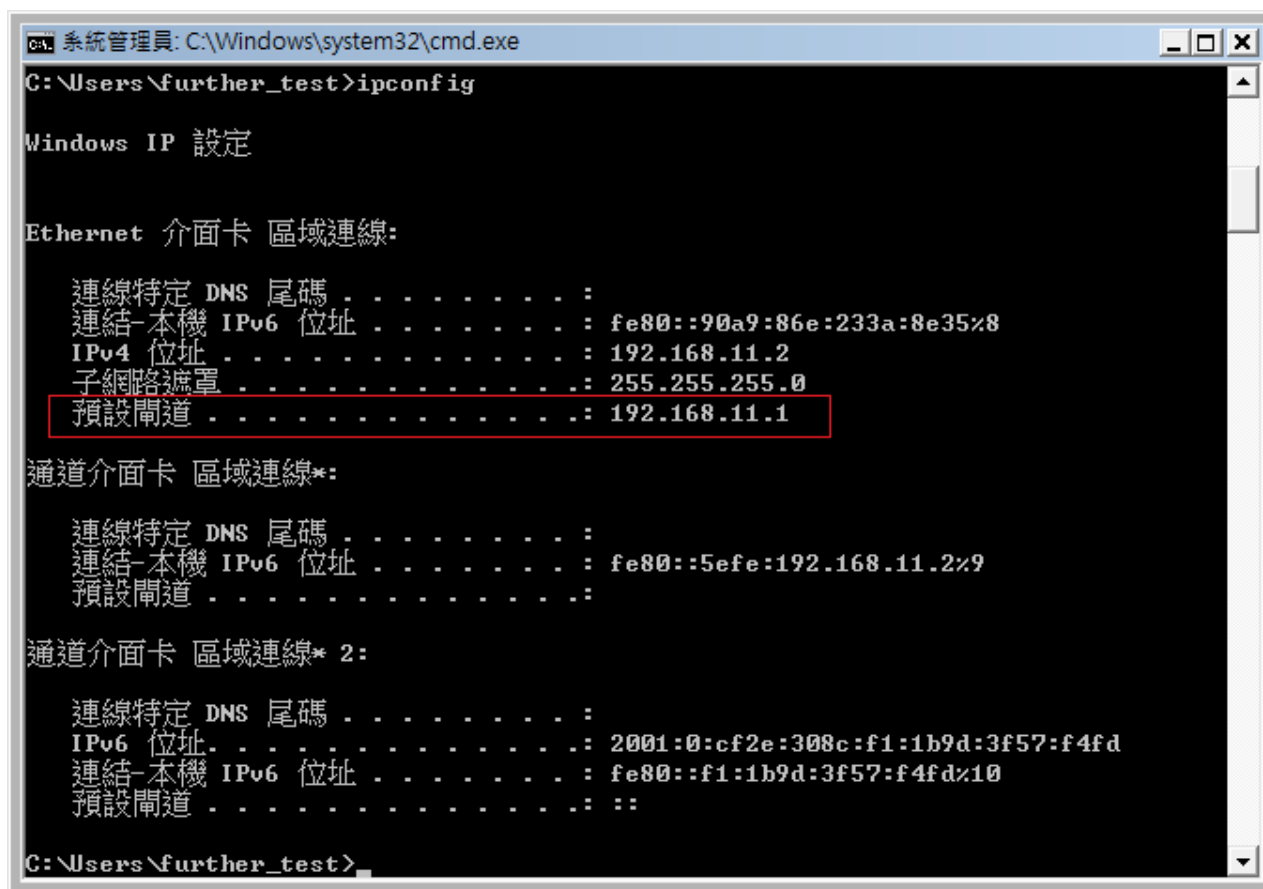 系統管理員: C:\Windows\system32\cmd.exe
C:\Users\further_test>ipconfig
Windows IP 設定
Ethernet 介面卡 區域連線:
連線特定 DNS 尾碼 . . . . . . . . :
連結-本機 IPv6 位址 . . . . . . . : fe80::90a9:86e:233a:8e35%8
IPv4 位址 . . . . . . . . . . . . : 192.168.11.2
子網路遮罩 . . . . . . . . . . . .: 255.255.255.0
預設閘道 . . . . . . . . . . . . .: 192.168.11.1
通道介面卡 區域連線*:
連線特定 DNS 尾碼 . . . . . . . . :
連結-本機 IPv6 位址 . . . . . . . : fe80::5efe:192.168.11.2%9
預設閘道 . . . . . . . . . . . . .:
通道介面卡 區域連線* 2:
連線特定 DNS 尾碼 . . . . . . . . :
IPv6 位址. . . . . . . . . . . . .: 2001:0:cf2e:308c:f1:1b9d:3f57:f4fd
連結-本機 IPv6 位址 . . . . . . . : fe80::f1:1b9d:3f57:f4fd%10
預設閘道 . . . . . . . . . . . . .: ::
C:\Users\further_test>_